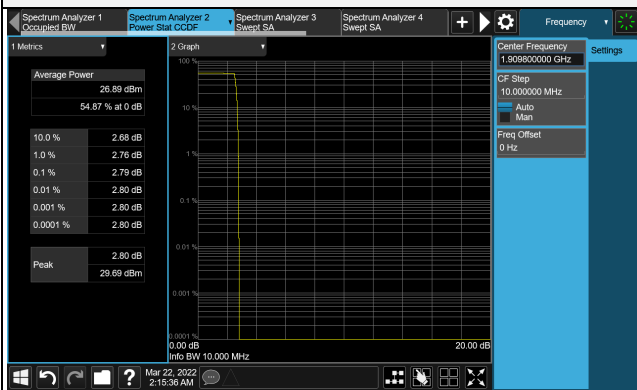 Spectrum Analyzer 1
Occupied BW
Spectrum Analyzer 2
Power Stat CCDF
Spectrum Analyzer 3
Swept SA
Spectrum Analyzer 4
Swept SA
Frequency
1 Metrics
Average Power
26.89 dBm
54.87 % at 0 dB
10.0 % 2.68 dB
1.0 % 2.76 dB
0.1 % 2.79 dB
0.01 % 2.80 dB
0.001 % 2.80 dB
0.0001 % 2.80 dB
Peak
2.80 dB
29.69 dBm
2 Graph
100 %
10 %
1 %
0.1 %
0.01 %
0.001 %
0.0001 %
0.00 dB 20.00 dB
Info BW 10.000 MHz
Center Frequency
1.909800000 GHz
Settings
CF Step
10.000000 MHz
Auto
Man
Freq Offset
0 Hz
?
Mar 22, 2022
2:15:36 AM